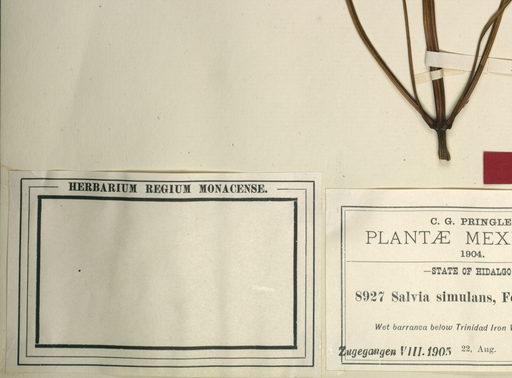 HERBARIUM REGIUM MONACENSE.
C. G. PRINGLE
PLANTÆ MEX
1904.
—STATE OF HIDALGO
8927 Salvia simulans, Fe
Wet barranca below Trinidad Iron
Zugegangen VIII. 1905 22, Aug.